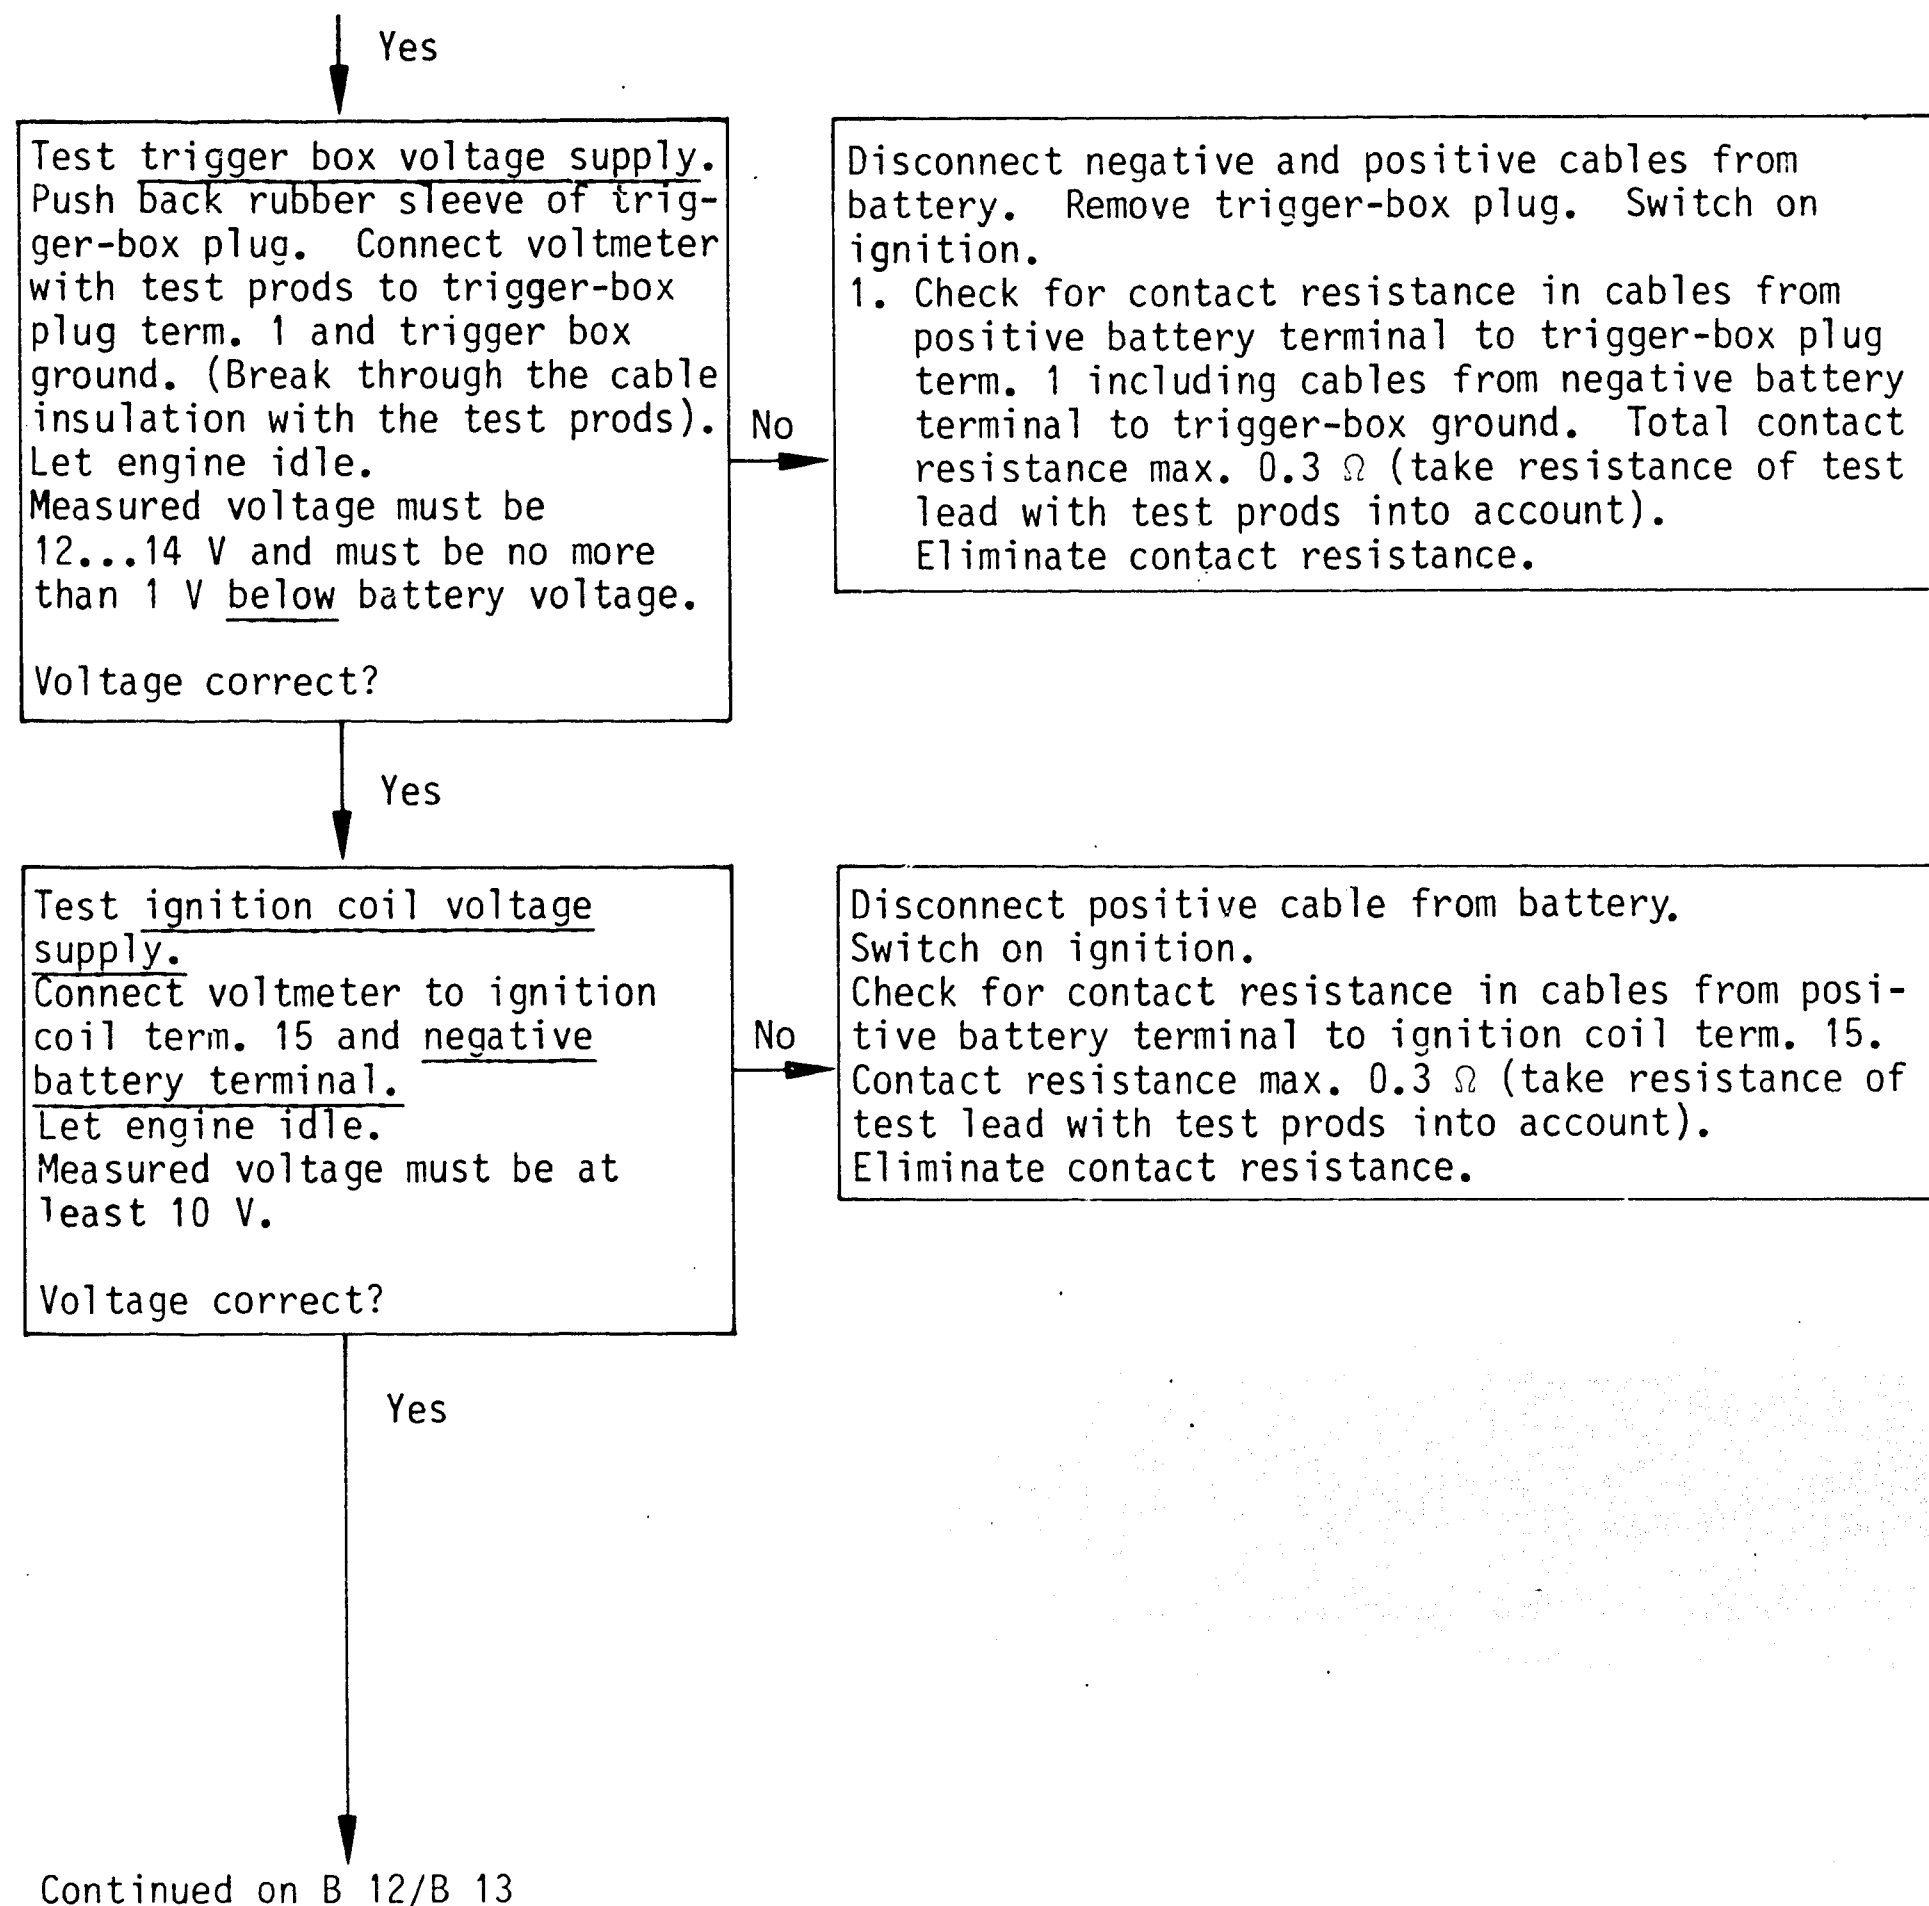 Yes
Test trigger box voltage supply.
Push back rubber sleeve of trig-
ger-box plug. Connect voltmeter
with test prods to trigger-box
plug term. 1 and trigger box
ground. (Break through the cable
insulation with the test prods).
Let engine idle.
Measured voltage must be
12...14 V and must be no more
than 1 V below battery voltage.
Voltage correct?
No
Disconnect negative and positive cables from
battery. Remove trigger-box plug. Switch on
ignition.
1. Check for contact resistance in cables from
positive battery terminal to trigger-box plug
term. 1 including cables from negative battery
terminal to trigger-box ground. Total contact
resistance max. 0.3 Ω (take resistance of test
lead with test prods into account).
Eliminate contact resistance.
Yes
Test ignition coil voltage
supply.
Connect voltmeter to ignition
coil term. 15 and negative
battery terminal.
Let engine idle.
Measured voltage must be at
least 10 V.
Voltage correct?
No
Disconnect positive cable from battery.
Switch on ignition.
Check for contact resistance in cables from posi-
tive battery terminal to ignition coil term. 15.
Contact resistance max. 0.3 Ω (take resistance of
test lead with test prods into account).
Eliminate contact resistance.
Yes
Continued on B 12/B 13